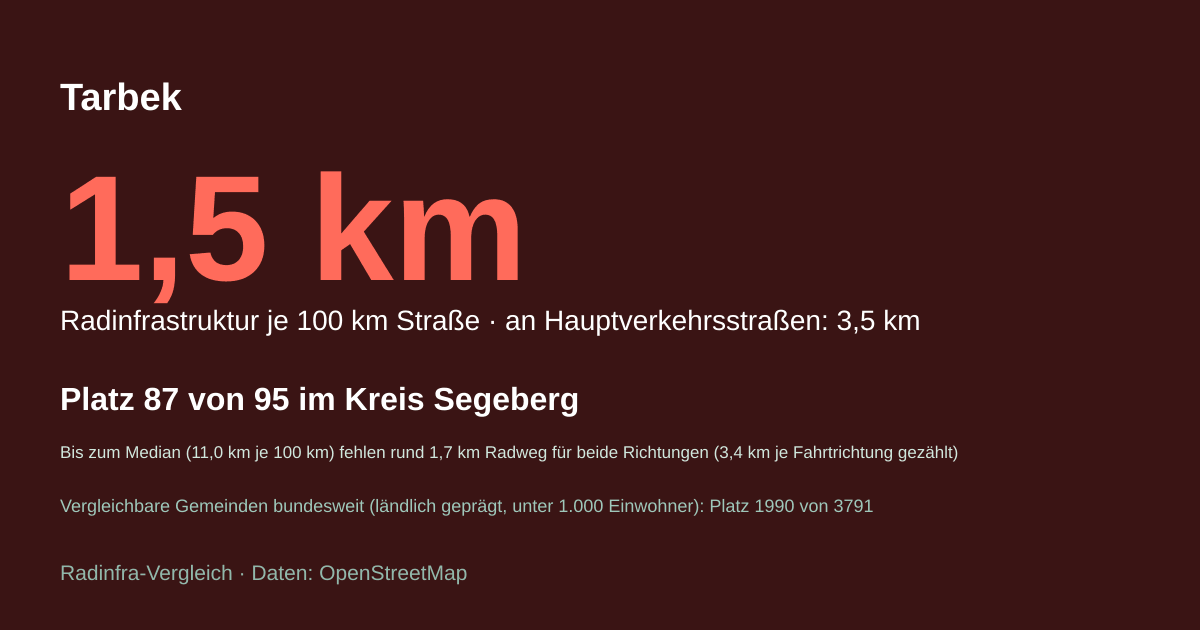 Tarbek
1,5 km
Radinfrastruktur je 100 km Straße · an Hauptverkehrsstraßen: 3,5 km
Platz 87 von 95 im Kreis Segeberg
Bis zum Median (11,0 km je 100 km) fehlen rund 1,7 km Radweg für beide Richtungen (3,4 km je Fahrtrichtung gezählt)
Vergleichbare Gemeinden bundesweit (ländlich geprägt, unter 1.000 Einwohner): Platz 1990 von 3791
Radinfra-Vergleich · Daten: OpenStreetMap